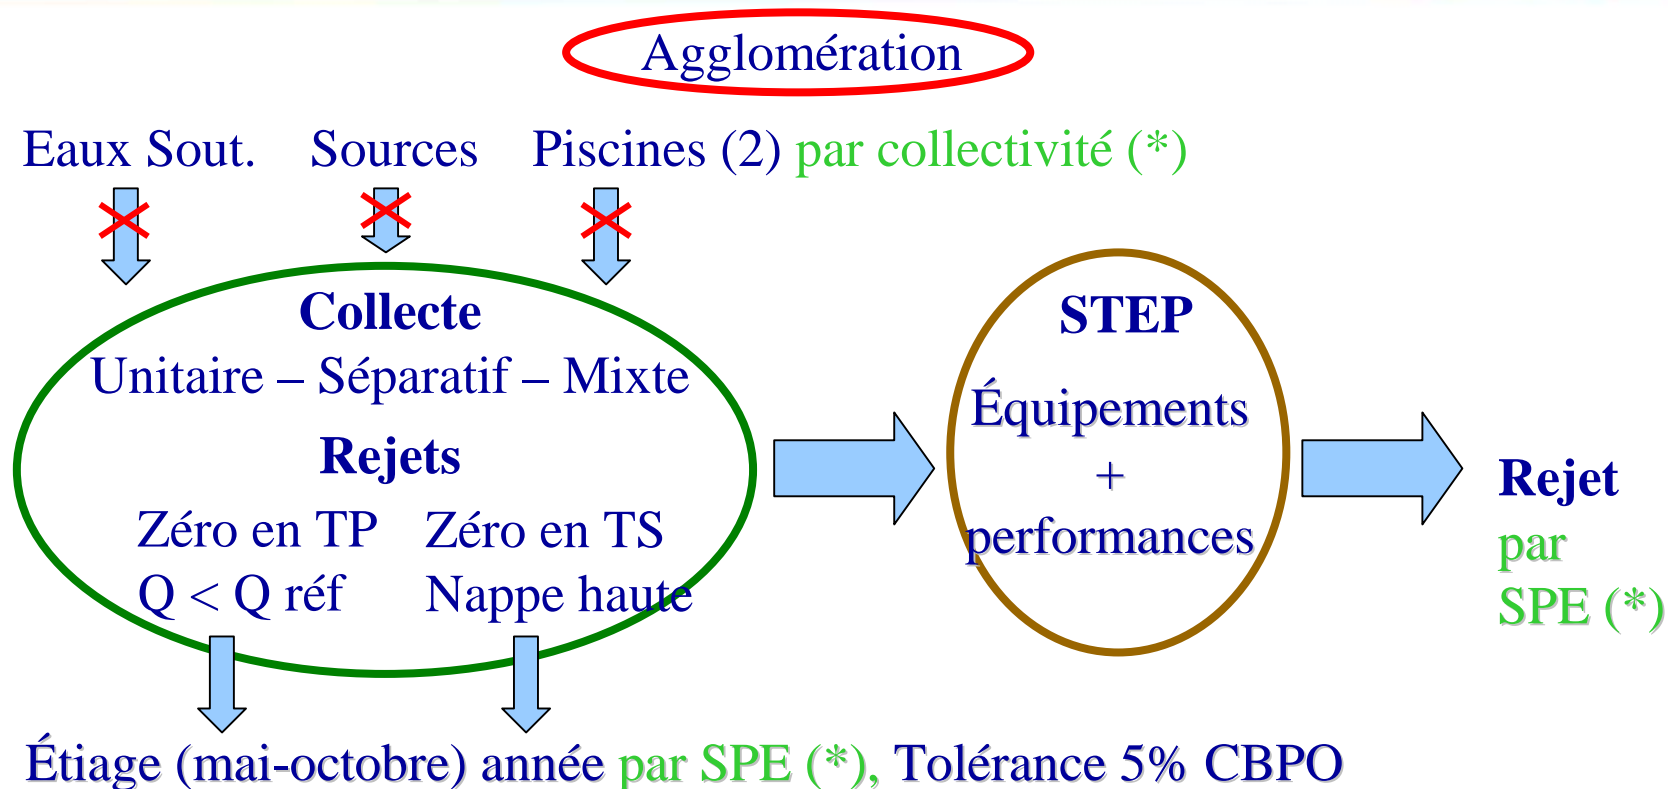 Agglomération
Eaux Sout. Sources Piscines (2) par collectivité (*)
Collecte
Unitaire – Séparatif – Mixte
Rejets
Zéro en TP Zéro en TS
Q < Q réf Nappe haute
STEP
Équipements
+
performances
Rejet
par
SPE (*)
Étiage (mai-octobre) année par SPE (*), Tolérance 5% CBPO